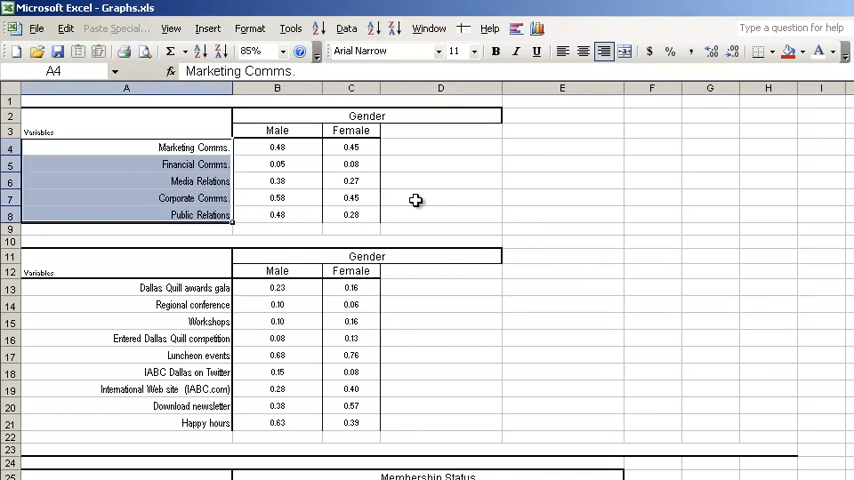 Microsoft Excel - Graphs.xls
File Edit View Insert Format Tools Data Window Help Type a question for help
Paste Special...
Σ 85% Arial Narrow 11 B I U $ % , A
A4 fx Marketing Comms.
A B C D E F G H I
1
2 Gender
3 Variables Male Female
4 Marketing Comms. 0.48 0.45
5 Financial Comms. 0.05 0.08
6 Media Relations 0.38 0.27
7 Corporate Comms. 0.58 0.45
8 Public Relations 0.48 0.28
9
10
11 Gender
12 Variables Male Female
13 Dallas Quill awards gala 0.23 0.16
14 Regional conference 0.10 0.06
15 Workshops 0.10 0.16
16 Entered Dallas Quill competition 0.08 0.13
17 Luncheon events 0.68 0.76
18 IABC Dallas on Twitter 0.15 0.08
19 International Web site (IABC.com) 0.28 0.40
20 Download newsletter 0.38 0.57
21 Happy hours 0.63 0.39
22
23
24
25 Membership Status